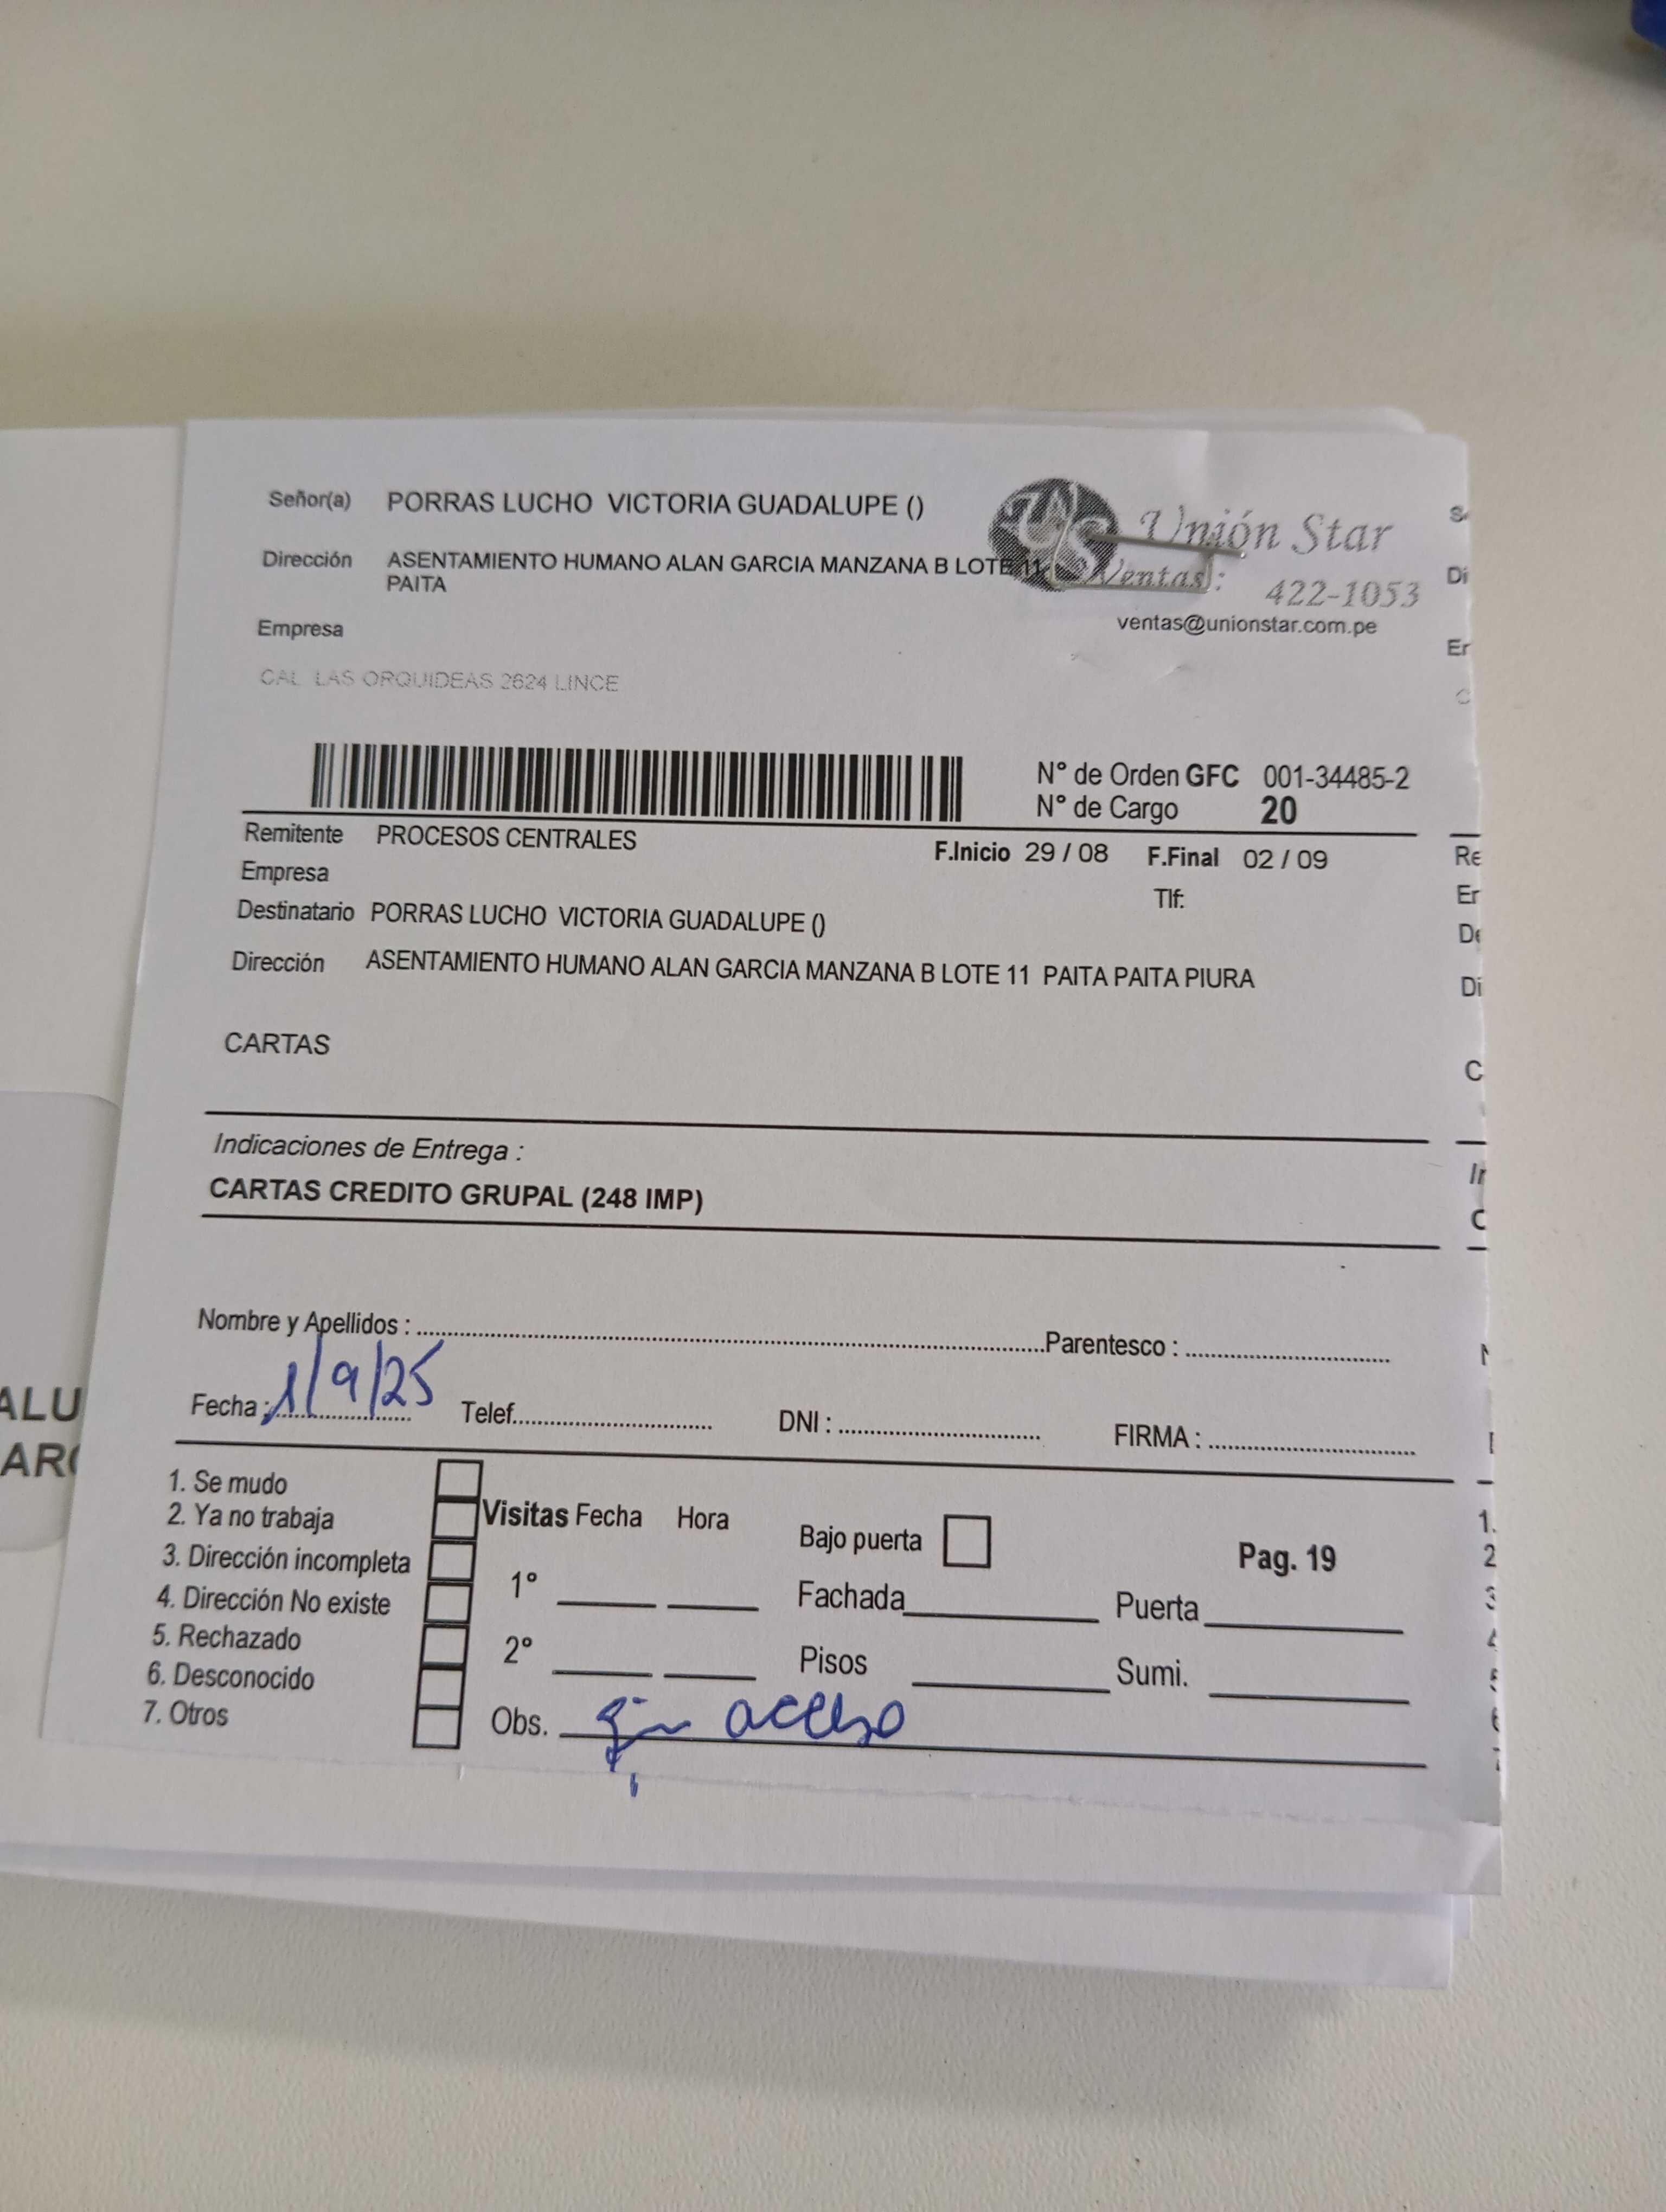 Señor(a) PORRAS LUCHO VICTORIA GUADALUPE ()
Unión Star
Dirección ASENTAMIENTO HUMANO ALAN GARCIA MANZANA B LOTE 11
PAITA
Ventas: 422-1053
ventas@unionstar.com.pe
Empresa
CAL LAS ORQUIDEAS 2624 LINCE
N° de Orden GFC 001-34485-2
N° de Cargo 20
Remitente PROCESOS CENTRALES
F.Inicio 29 / 08 F.Final 02 / 09
Empresa
Tlf:
Destinatario PORRAS LUCHO VICTORIA GUADALUPE ()
Dirección ASENTAMIENTO HUMANO ALAN GARCIA MANZANA B LOTE 11 PAITA PAITA PIURA
CARTAS
Indicaciones de Entrega :
CARTAS CREDITO GRUPAL (248 IMP)
Nombre y Apellidos : Parentesco :
Fecha : 1/9/25 Telef. DNI : FIRMA :
1. Se mudo
2. Ya no trabaja
3. Dirección incompleta
4. Dirección No existe
5. Rechazado
6. Desconocido
7. Otros
Visitas Fecha Hora
1°
2°
Bajo puerta
Pag. 19
Fachada Puerta
Pisos Sumi.
Obs. sin acceso
ALU
ARC